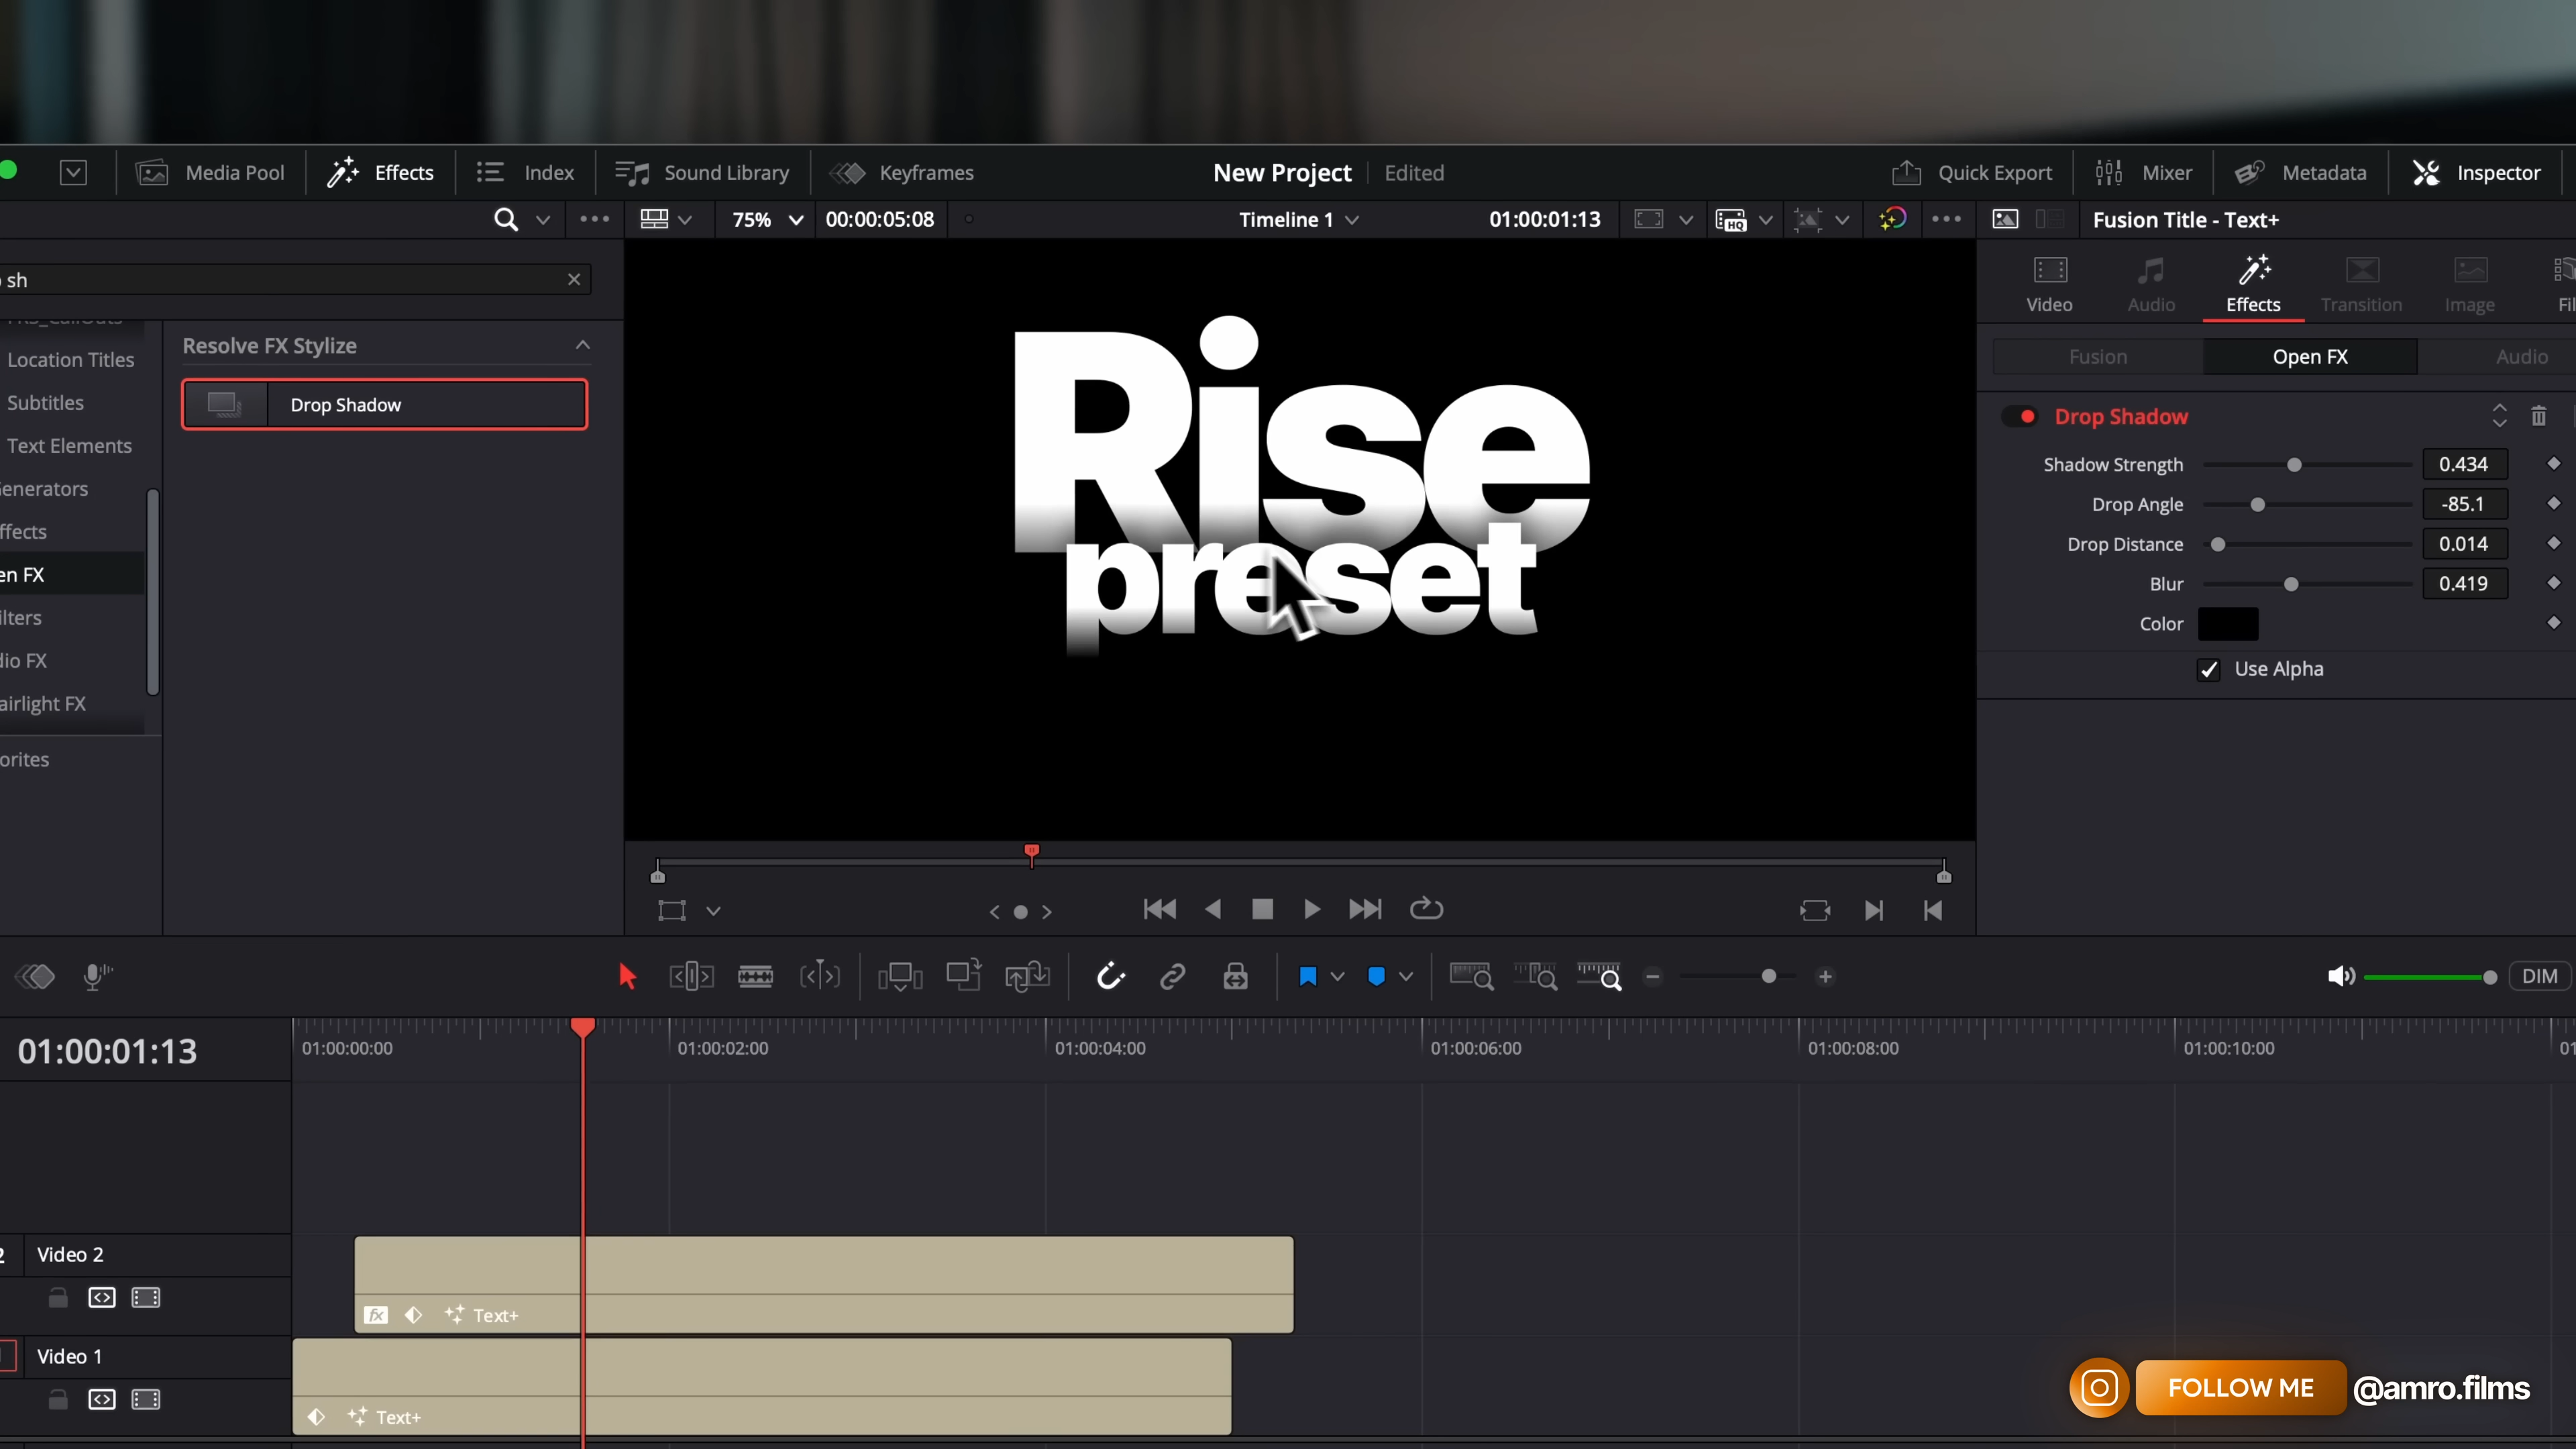 Media Pool
Effects
Index
Sound Library
Keyframes
New Project
Edited
Quick Export
Mixer
Metadata
Inspector
75%
00:00:05:08
Timeline 1
01:00:01:13
HQ
Fusion Title - Text+
sh
Location Titles
Subtitles
Text Elements
enerators
ffects
en FX
ilters
dio FX
airlight FX
orites
Resolve FX Stylize
Drop Shadow
Rise
preset
Video
Audio
Effects
Transition
Image
Fil
Fusion
Open FX
Audio
Drop Shadow
Shadow Strength 0.434
Drop Angle -85.1
Drop Distance 0.014
Blur 0.419
Color
Use Alpha
DIM
01:00:01:13
01:00:00:00
01:00:02:00
01:00:04:00
01:00:06:00
01:00:08:00
01:00:10:00
01
2
Video 2
fx
Text+
Video 1
Text+
FOLLOW ME
@amro.films